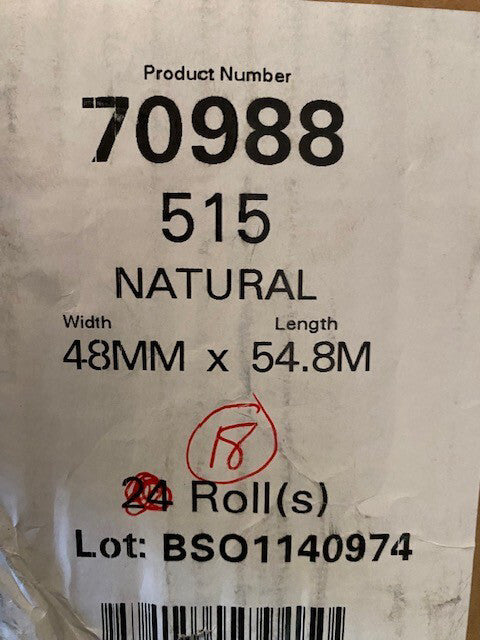 Product Number
70988
515
NATURAL
Width Length
48MM x 54.8M
18
24 Roll(s)
Lot: BSO1140974